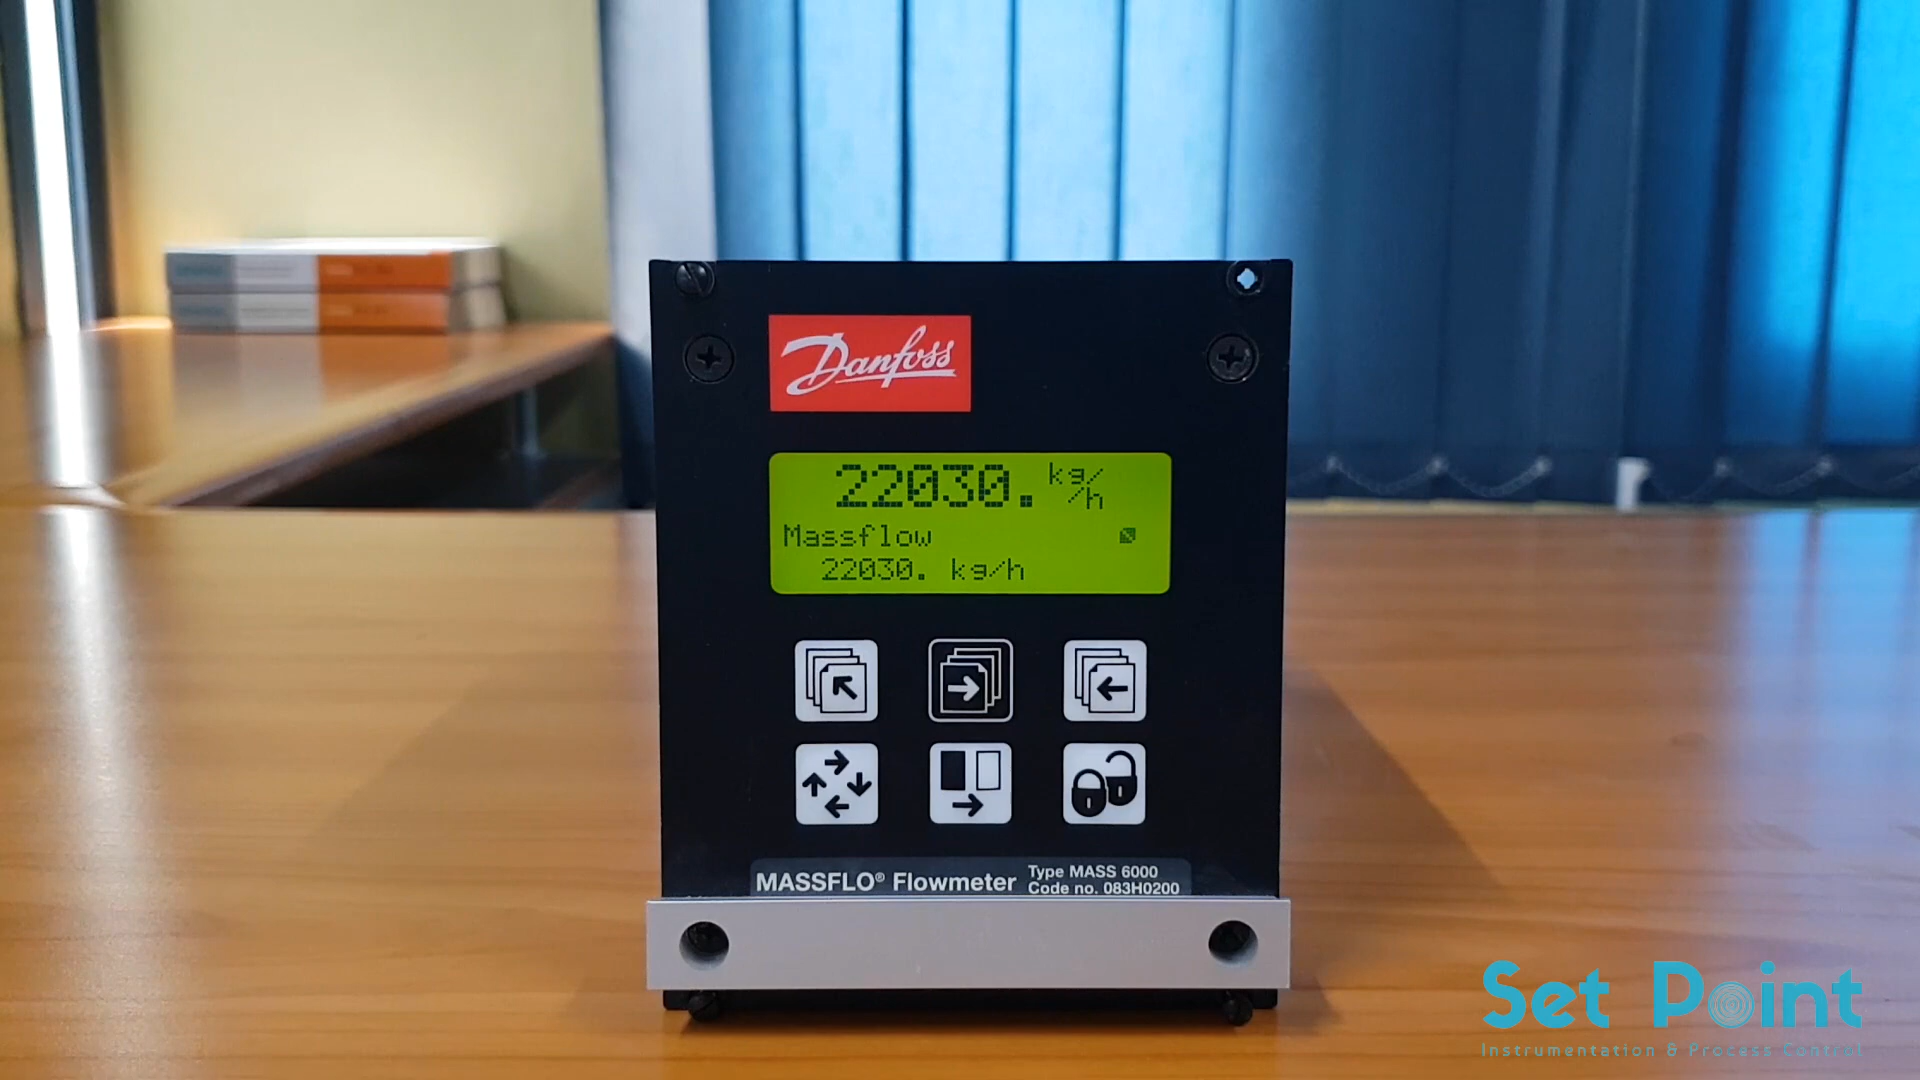 Danfoss
22030. kg/
/h
Massflow
22030. kg/h
MASSFLO® Flowmeter
Type MASS 6000
Code no. 083H0200
Set Point
Instrumentation & Process Control